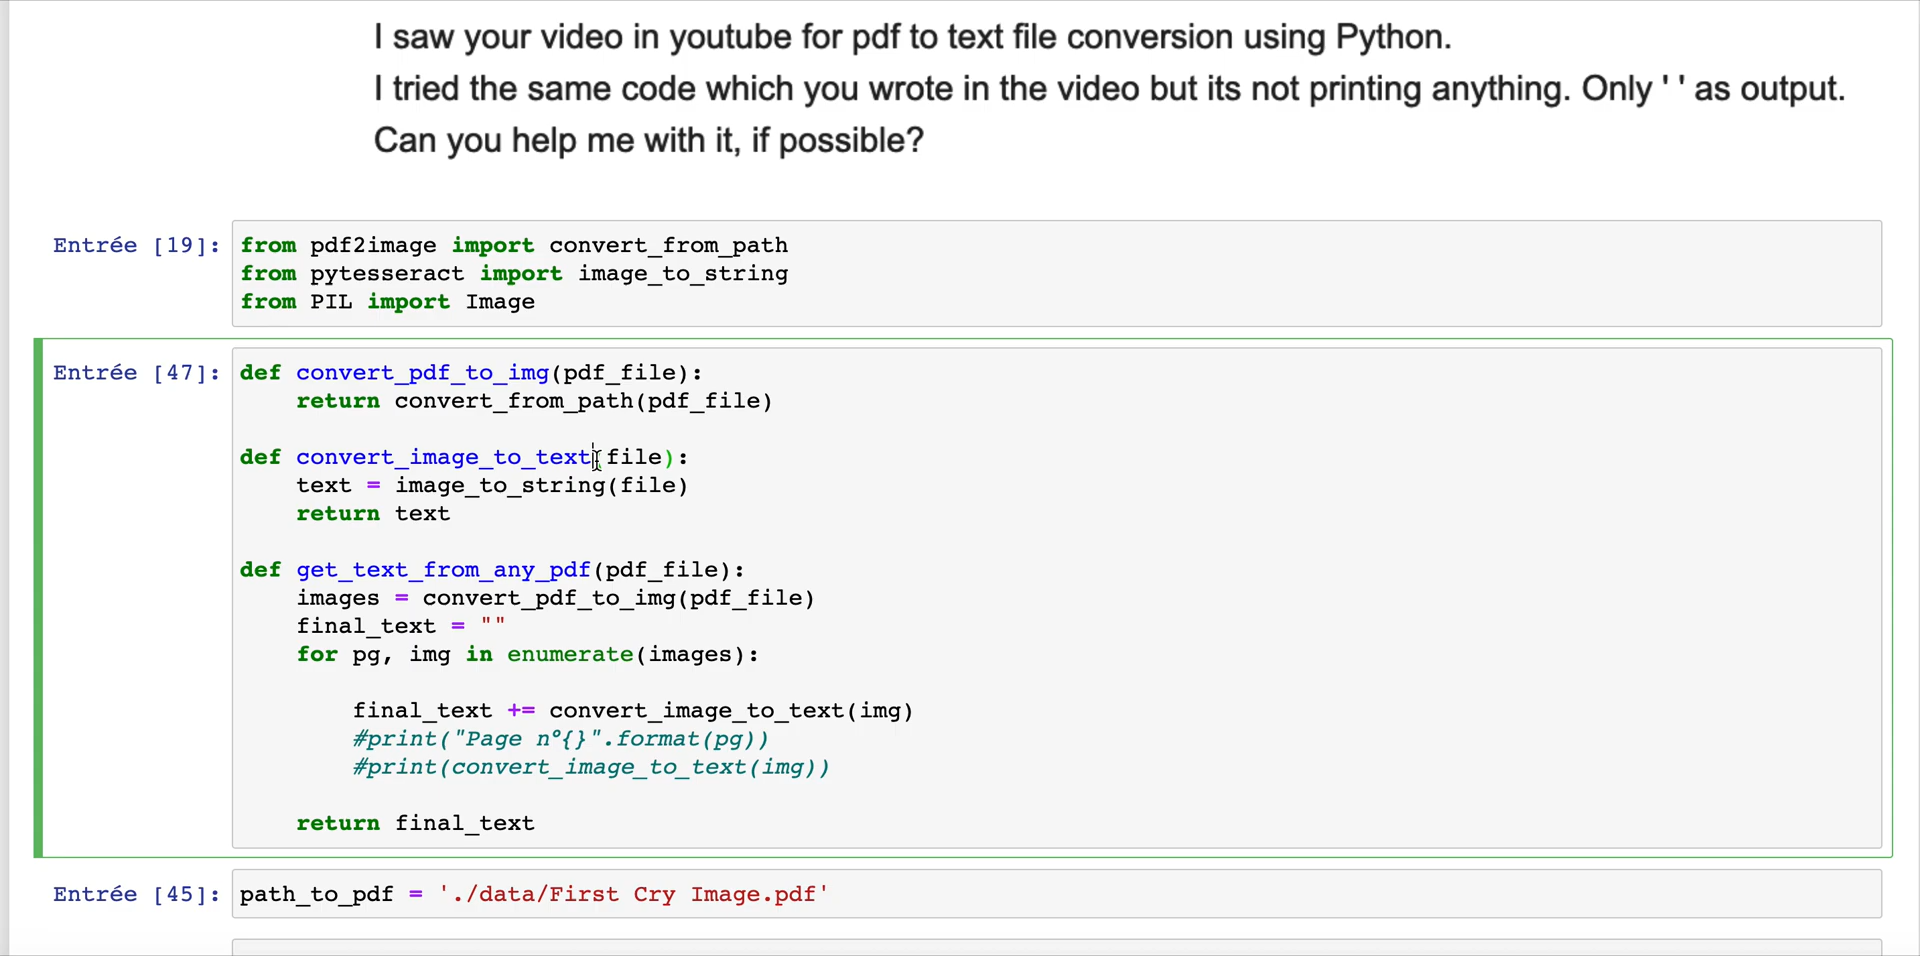 I saw your video in youtube for pdf to text file conversion using Python.
I tried the same code which you wrote in the video but its not printing anything. Only ' ' as output.
Can you help me with it, if possible?
Entrée [19]: from pdf2image import convert_from_path
from pytesseract import image_to_string
from PIL import Image
Entrée [47]: def convert_pdf_to_img(pdf_file):
    return convert_from_path(pdf_file)
def convert_image_to_text(file):
    text = image_to_string(file)
    return text
def get_text_from_any_pdf(pdf_file):
    images = convert_pdf_to_img(pdf_file)
    final_text = ""
    for pg, img in enumerate(images):
        final_text += convert_image_to_text(img)
        #print("Page n°{}".format(pg))
        #print(convert_image_to_text(img))
    return final_text
Entrée [45]: path_to_pdf = './data/First Cry Image.pdf'